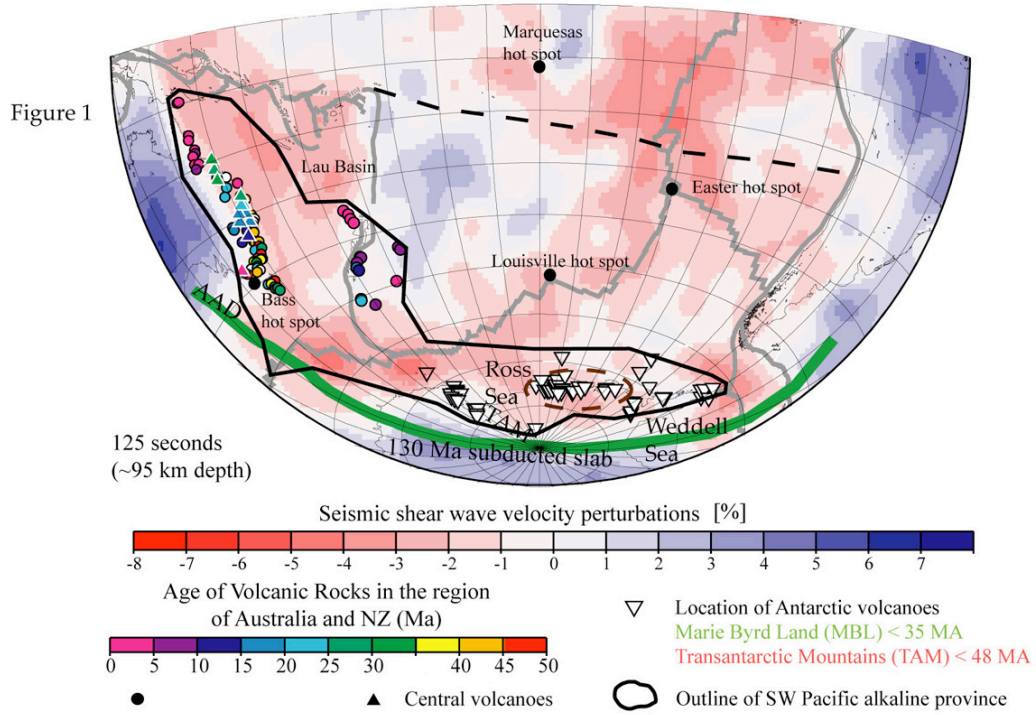 Figure 1
Marquesas
hot spot
Lau Basin
Easter hot spot
Louisville hot spot
Bass
hot spot
AAD
Ross
Sea
TAM
Weddell
Sea
130 Ma subducted slab
125 seconds
(~95 km depth)
Seismic shear wave velocity perturbations [%]
-8 -7 -6 -5 -4 -3 -2 -1 0 1 2 3 4 5 6 7
Age of Volcanic Rocks in the region
of Australia and NZ (Ma)
0 5 10 15 20 25 30 35 40 45 50
Central volcanoes
Location of Antarctic volcanoes
Marie Byrd Land (MBL) < 35 MA
Transantarctic Mountains (TAM) < 48 MA
Outline of SW Pacific alkaline province